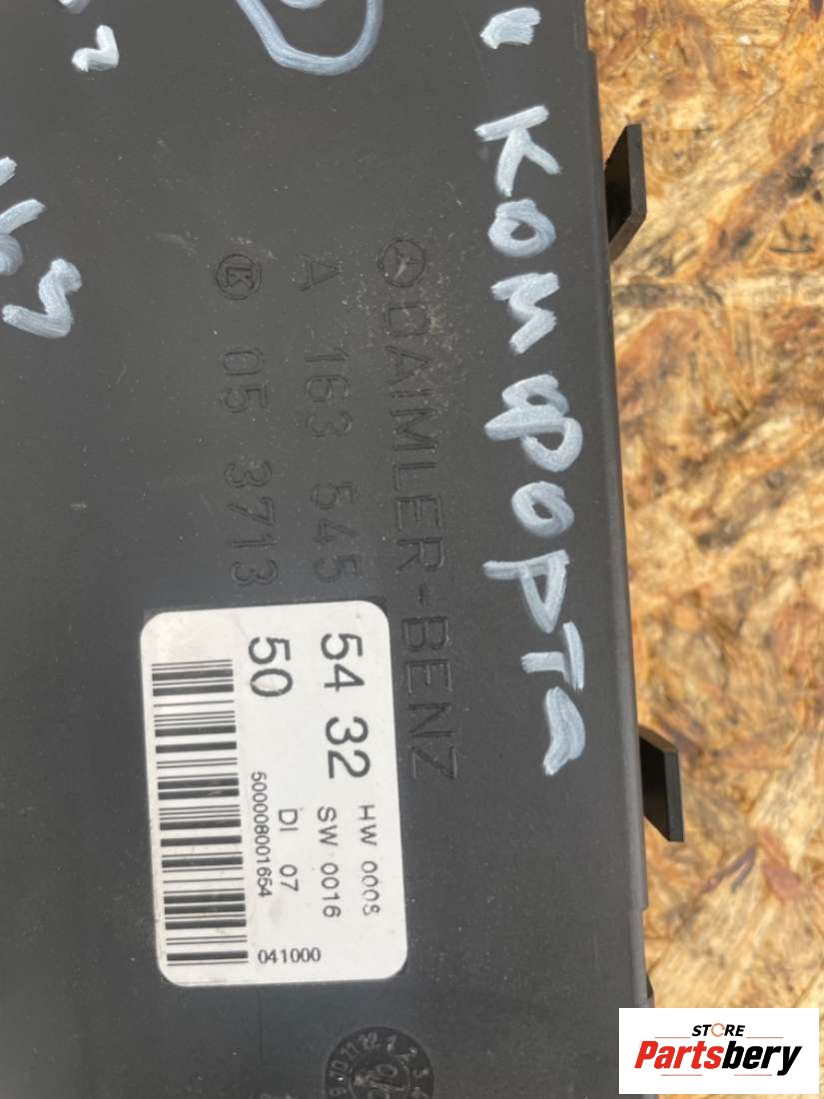 комфорта
DAIMLER-BENZ
A 163 545
05 3713
54 32
50
HW 0008
SW 0016
DI 07
600008001654
041000
STORE
Partsbery